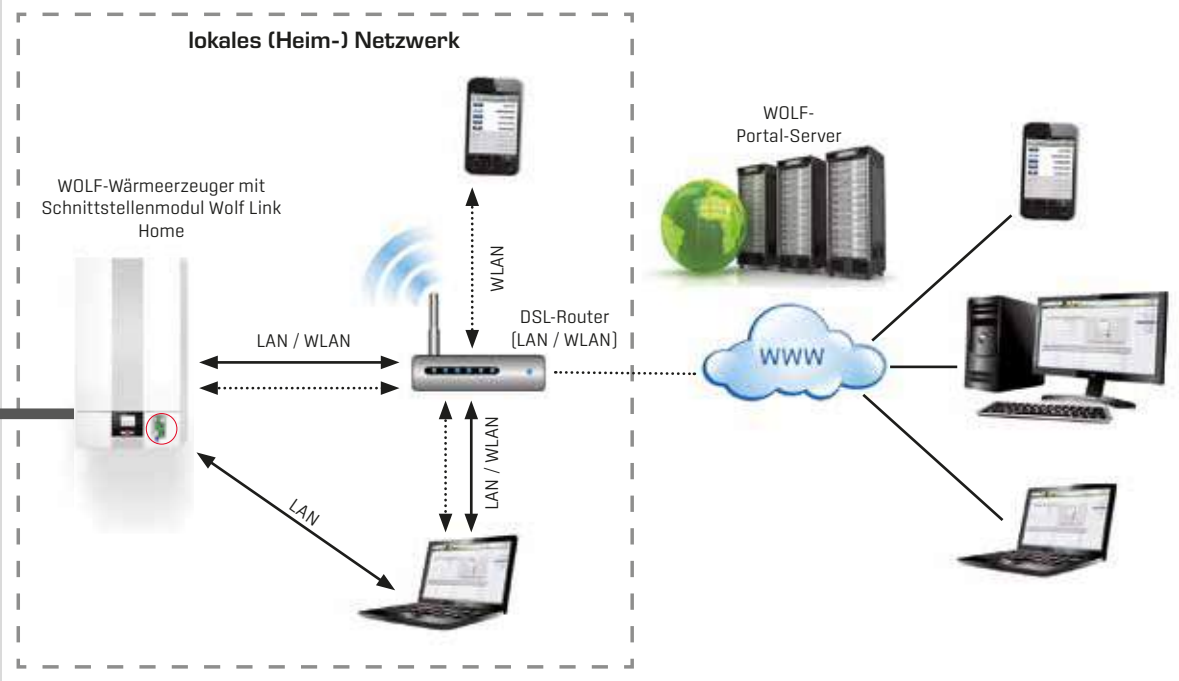 lokales (Heim-) Netzwerk
WOLF-Wärmeerzeuger mit
Schnittstellenmodul Wolf Link
Home
WLAN
LAN / WLAN
DSL-Router
(LAN / WLAN)
LAN / WLAN
LAN
WOLF-
Portal-Server
WWW